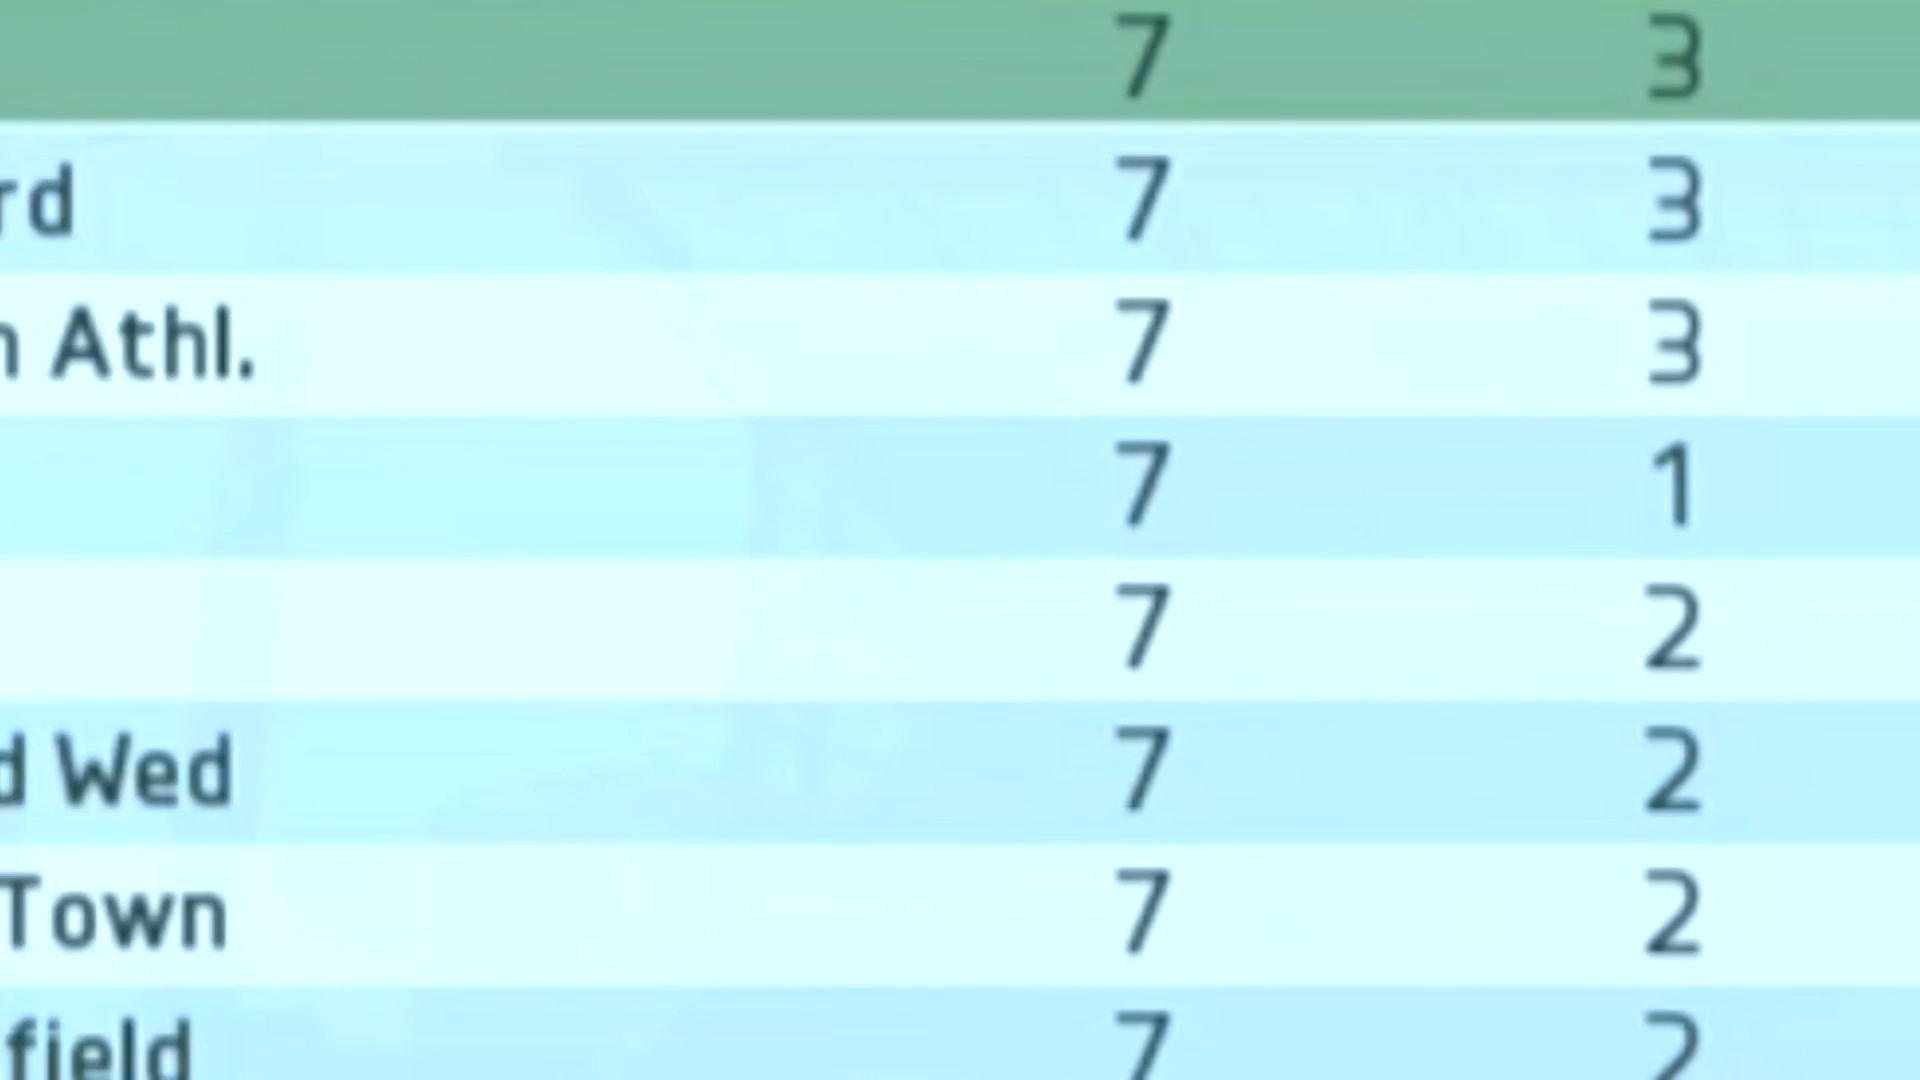 7 3
rd 7 3
n Athl. 7 3
7 1
7 2
d Wed 7 2
Town 7 2
field 7 2